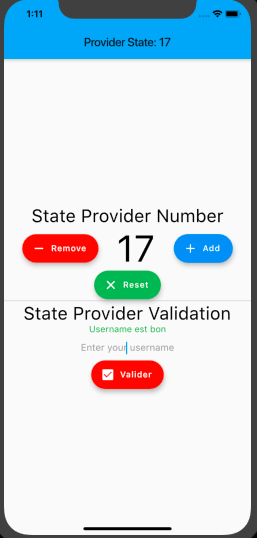 1:11
Provider State: 17
State Provider Number
Remove 17 Add
Reset
State Provider Validation
Username est bon
Enter your username
Valider